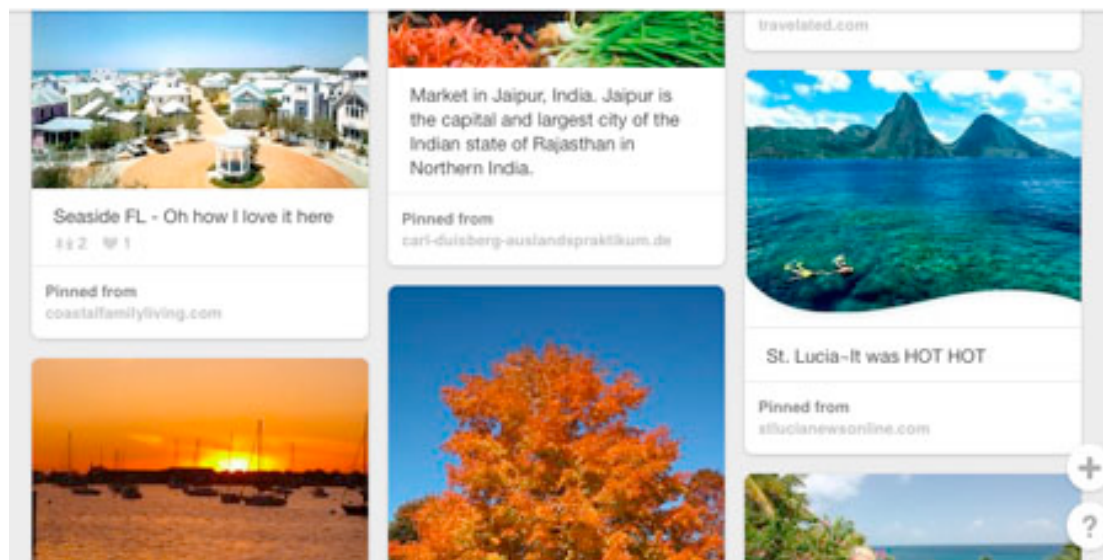 Seaside FL - Oh how I love it here
2 1
Pinned from
coastalfamilyliving.com
Market in Jaipur, India. Jaipur is
the capital and largest city of the
Indian state of Rajasthan in
Northern India.
Pinned from
carl-duisberg-auslandspraktikum.de
travelated.com
St. Lucia~It was HOT HOT
Pinned from
stlucianewsonline.com
+
?